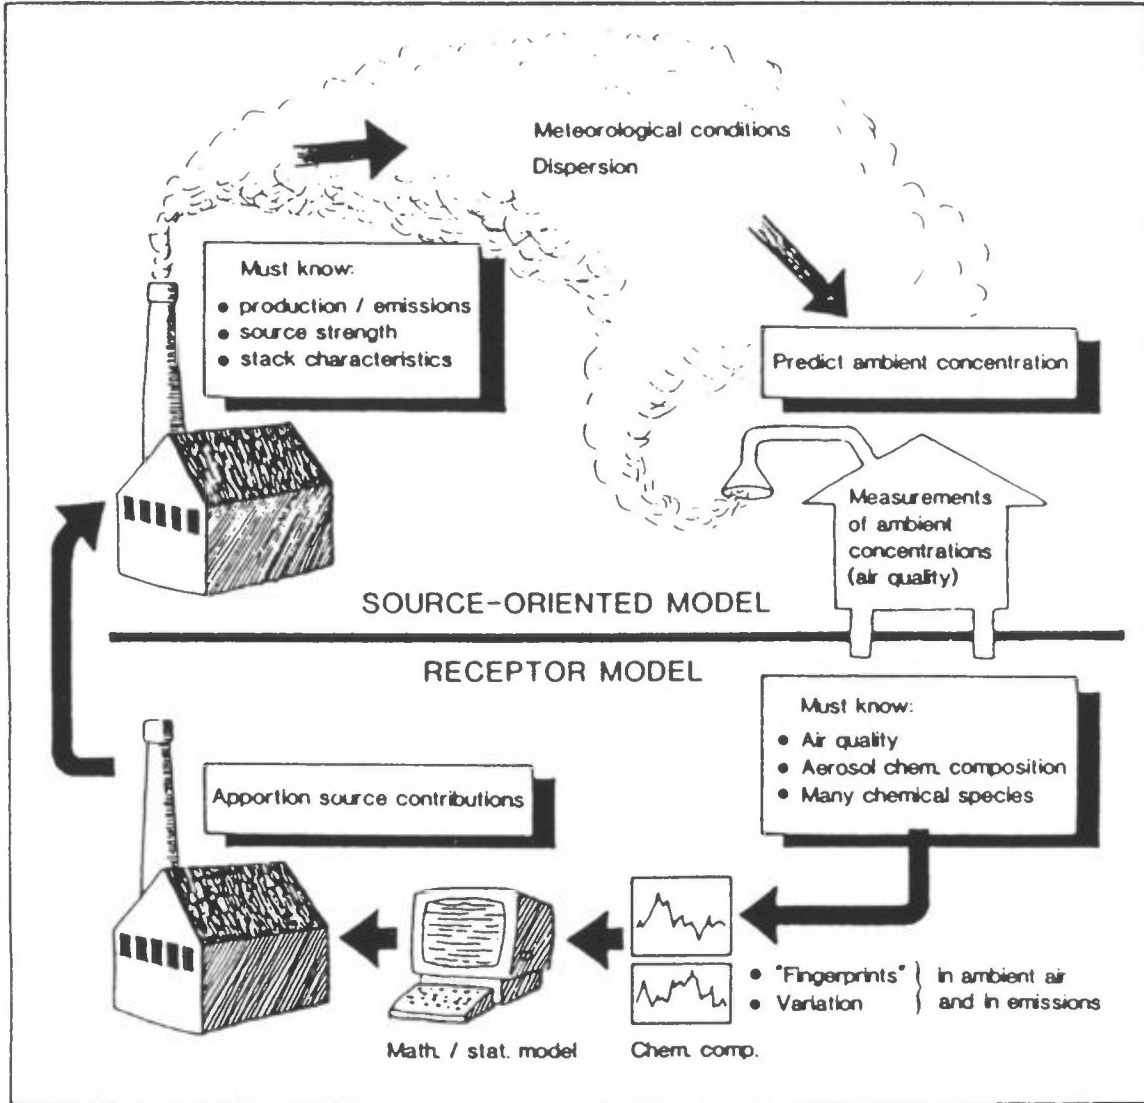 Meteorological conditions
Dispersion
Must know:
• production / emissions
• source strength
• stack characteristics
Predict ambient concentration
Measurements
of ambient
concentrations
(air quality)
SOURCE-ORIENTED MODEL
RECEPTOR MODEL
Must know:
• Air quality
• Aerosol chem. composition
• Many chemical species
Apportion source contributions
• "Fingerprints"
• Variation
in ambient air
and in emissions
Math. / stat. model
Chem. comp.